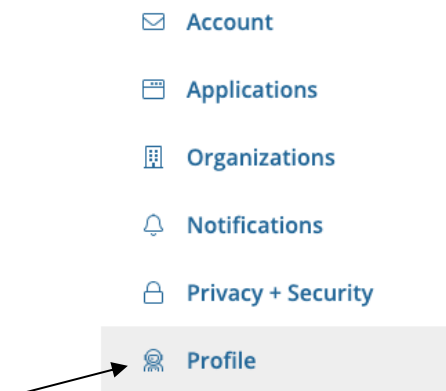 Account
Applications
Organizations
Notifications
Privacy + Security
Profile